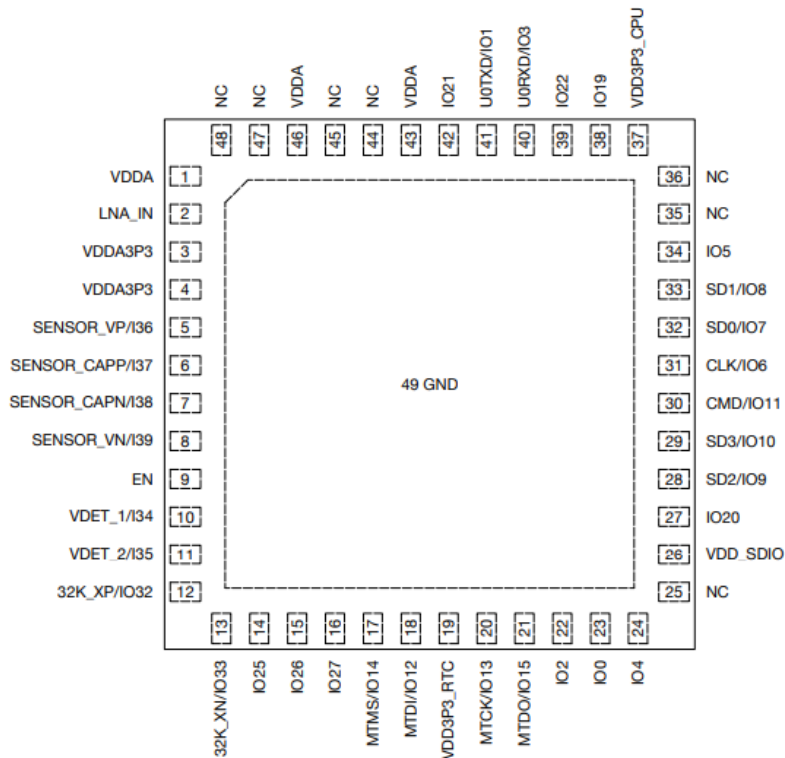 NC
NC
VDDA
NC
NC
VDDA
IO21
U0TXD/IO1
U0RXD/IO3
IO22
IO19
VDD3P3_CPU
48
47
46
45
44
43
42
41
40
39
38
37
VDDA 1
LNA_IN 2
VDDA3P3 3
VDDA3P3 4
SENSOR_VP/I36 5
SENSOR_CAPP/I37 6
SENSOR_CAPN/I38 7
SENSOR_VN/I39 8
EN 9
VDET_1/I34 10
VDET_2/I35 11
32K_XP/IO32 12
49 GND
36 NC
35 NC
34 IO5
33 SD1/IO8
32 SD0/IO7
31 CLK/IO6
30 CMD/IO11
29 SD3/IO10
28 SD2/IO9
27 IO20
26 VDD_SDIO
25 NC
13
14
15
16
17
18
19
20
21
22
23
24
32K_XN/IO33
IO25
IO26
IO27
MTMS/IO14
MTDI/IO12
VDD3P3_RTC
MTCK/IO13
MTDO/IO15
IO2
IO0
IO4